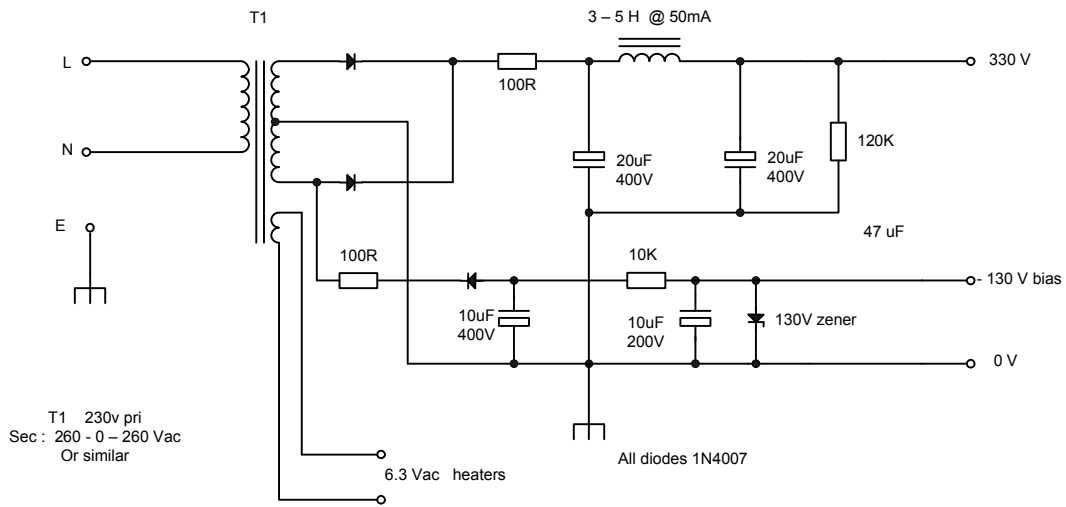 T1
3 – 5 H @ 50mA
L
330 V
100R
N
120K
20uF
400V
20uF
400V
E
47 uF
100R
10K
- 130 V bias
10uF
400V
10uF
200V
130V zener
0 V
T1 230v pri
Sec : 260 - 0 – 260 Vac
Or similar
6.3 Vac heaters
All diodes 1N4007